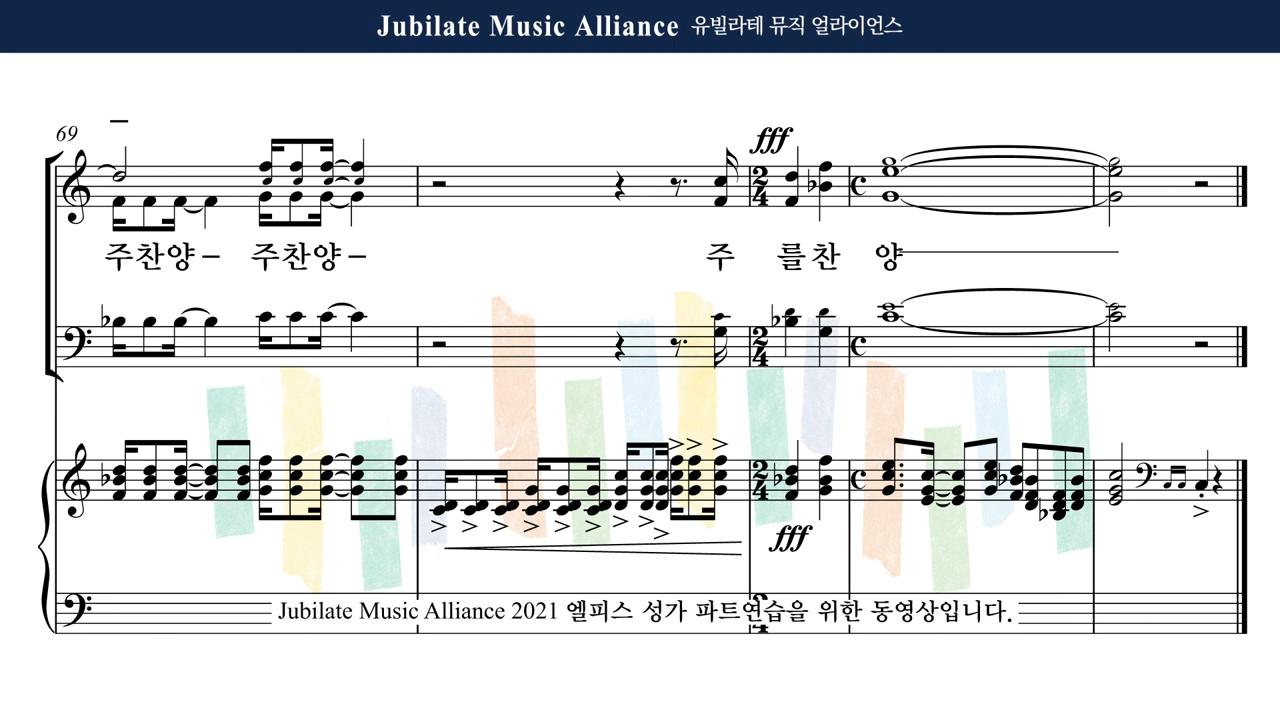 Jubilate Music Alliance 유빌라테 뮤직 얼라이언스
69
fff
주찬양– 주찬양– 주 를찬 양
fff
Jubilate Music Alliance 2021 엘피스 성가 파트연습을 위한 동영상입니다.